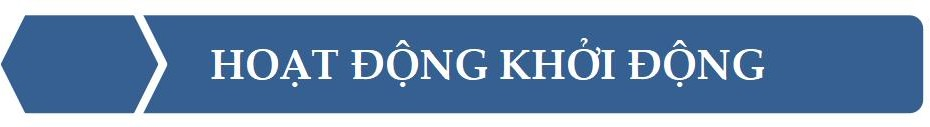 HOẠT ĐỘNG KHỞI ĐỘNG